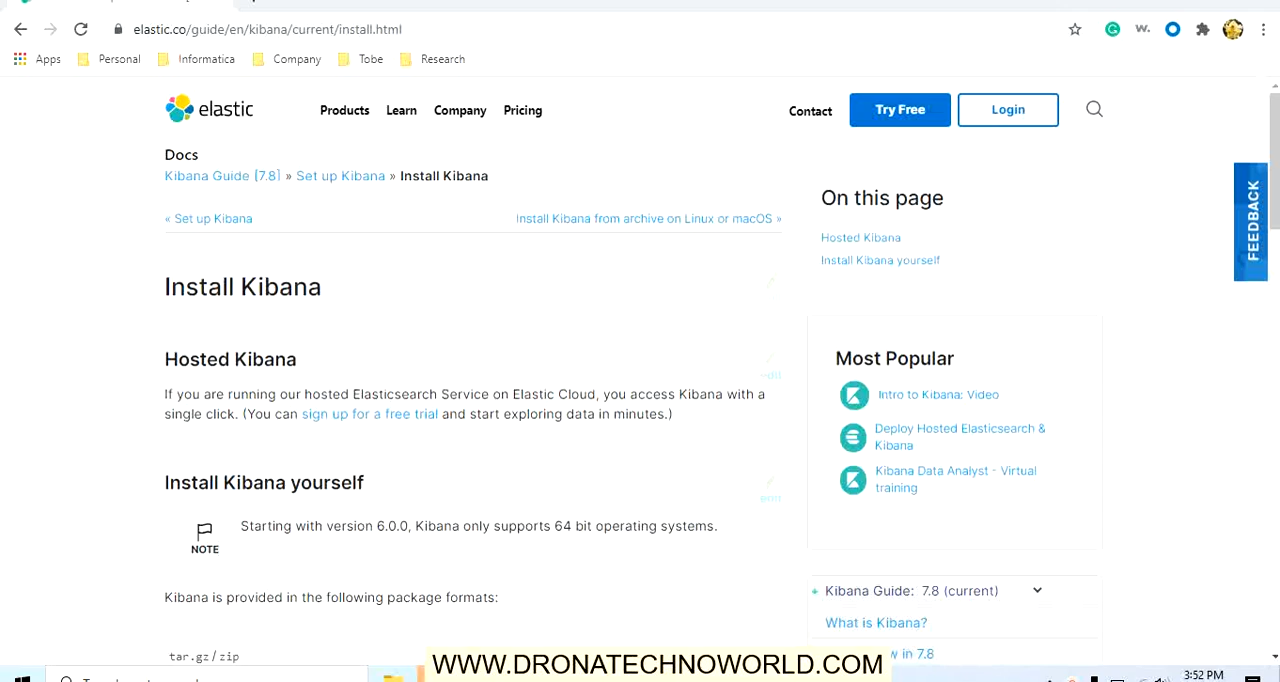 elastic.co/guide/en/kibana/current/install.html
Apps Personal Informatica Company Tobe Research
elastic Products Learn Company Pricing Contact Try Free Login
Docs
Kibana Guide [7.8] » Set up Kibana » Install Kibana
« Set up Kibana Install Kibana from archive on Linux or macOS »
Install Kibana
Hosted Kibana
If you are running our hosted Elasticsearch Service on Elastic Cloud, you access Kibana with a
single click. (You can sign up for a free trial and start exploring data in minutes.)
Install Kibana yourself
NOTE
Starting with version 6.0.0, Kibana only supports 64 bit operating systems.
Kibana is provided in the following package formats:
tar.gz/zip
On this page
Hosted Kibana
Install Kibana yourself
Most Popular
Intro to Kibana: Video
Deploy Hosted Elasticsearch &
Kibana
Kibana Data Analyst - Virtual
training
Kibana Guide: 7.8 (current)
What is Kibana?
in 7.8
FEEDBACK
WWW.DRONATECHNOWORLD.COM
3:52 PM